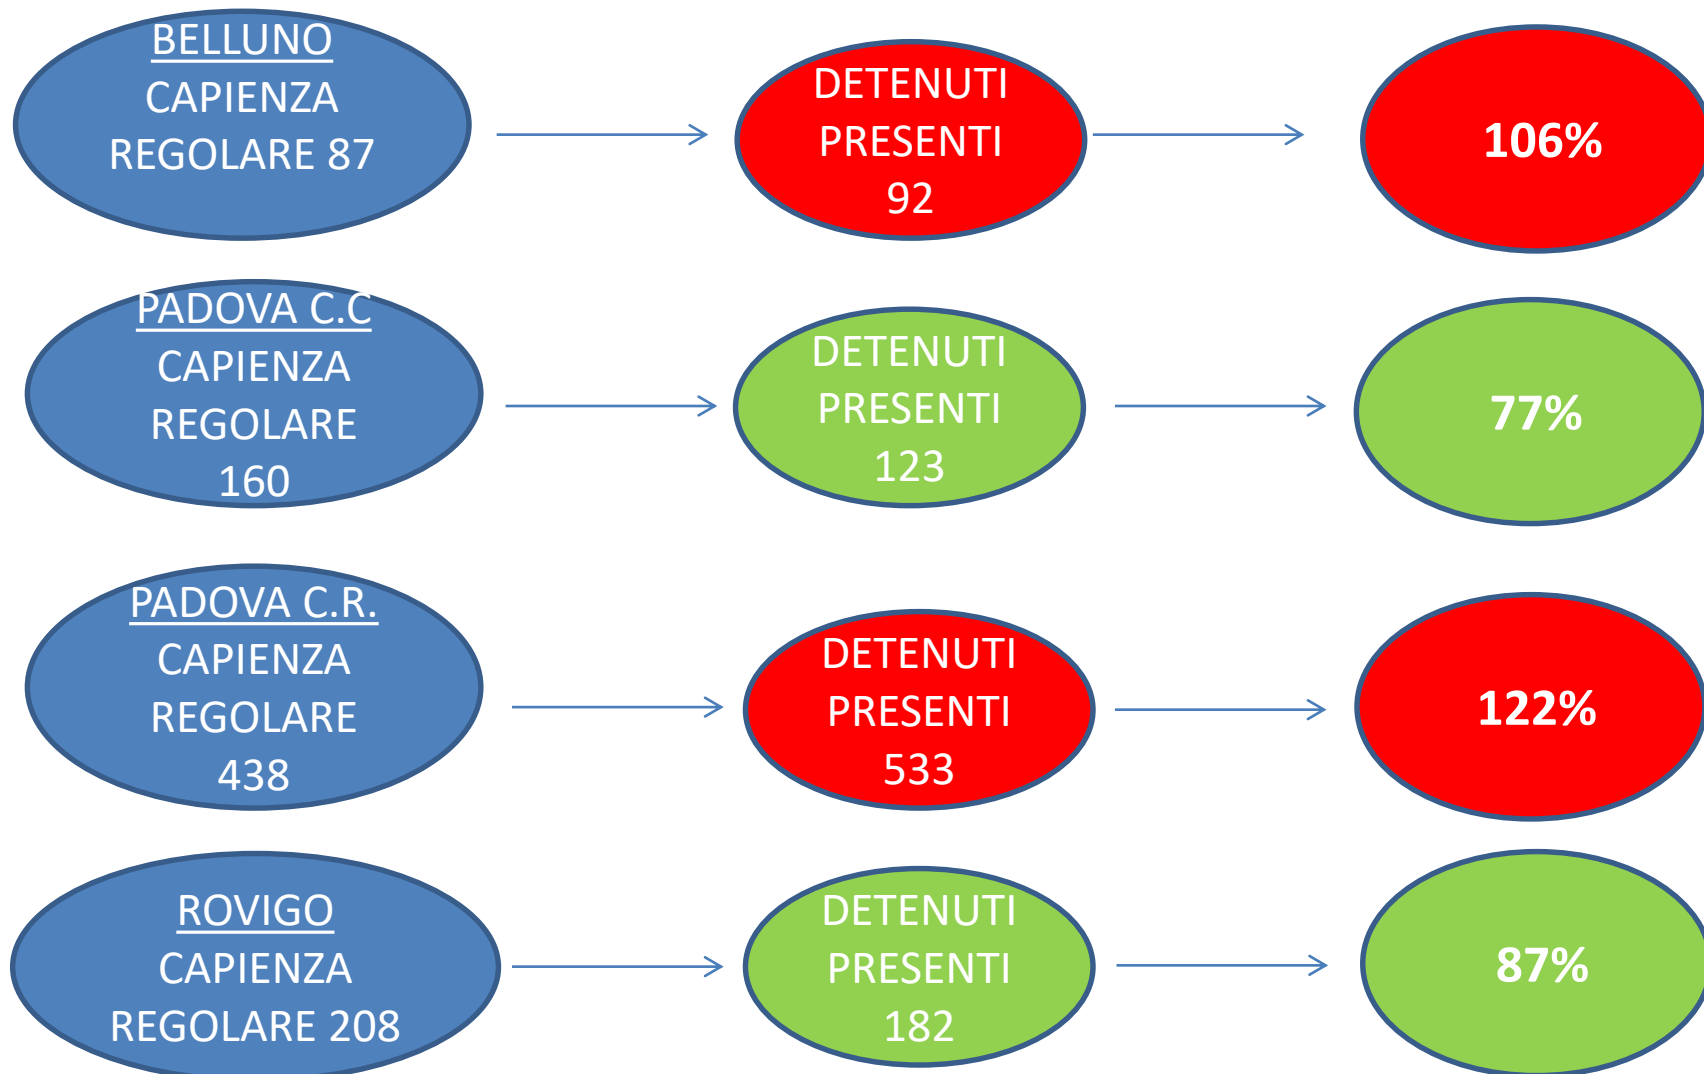 BELLUNO
CAPIENZA
REGOLARE 87
DETENUTI
PRESENTI
92
106%
PADOVA C.C
CAPIENZA
REGOLARE
160
DETENUTI
PRESENTI
123
77%
PADOVA C.R.
CAPIENZA
REGOLARE
438
DETENUTI
PRESENTI
533
122%
ROVIGO
CAPIENZA
REGOLARE 208
DETENUTI
PRESENTI
182
87%